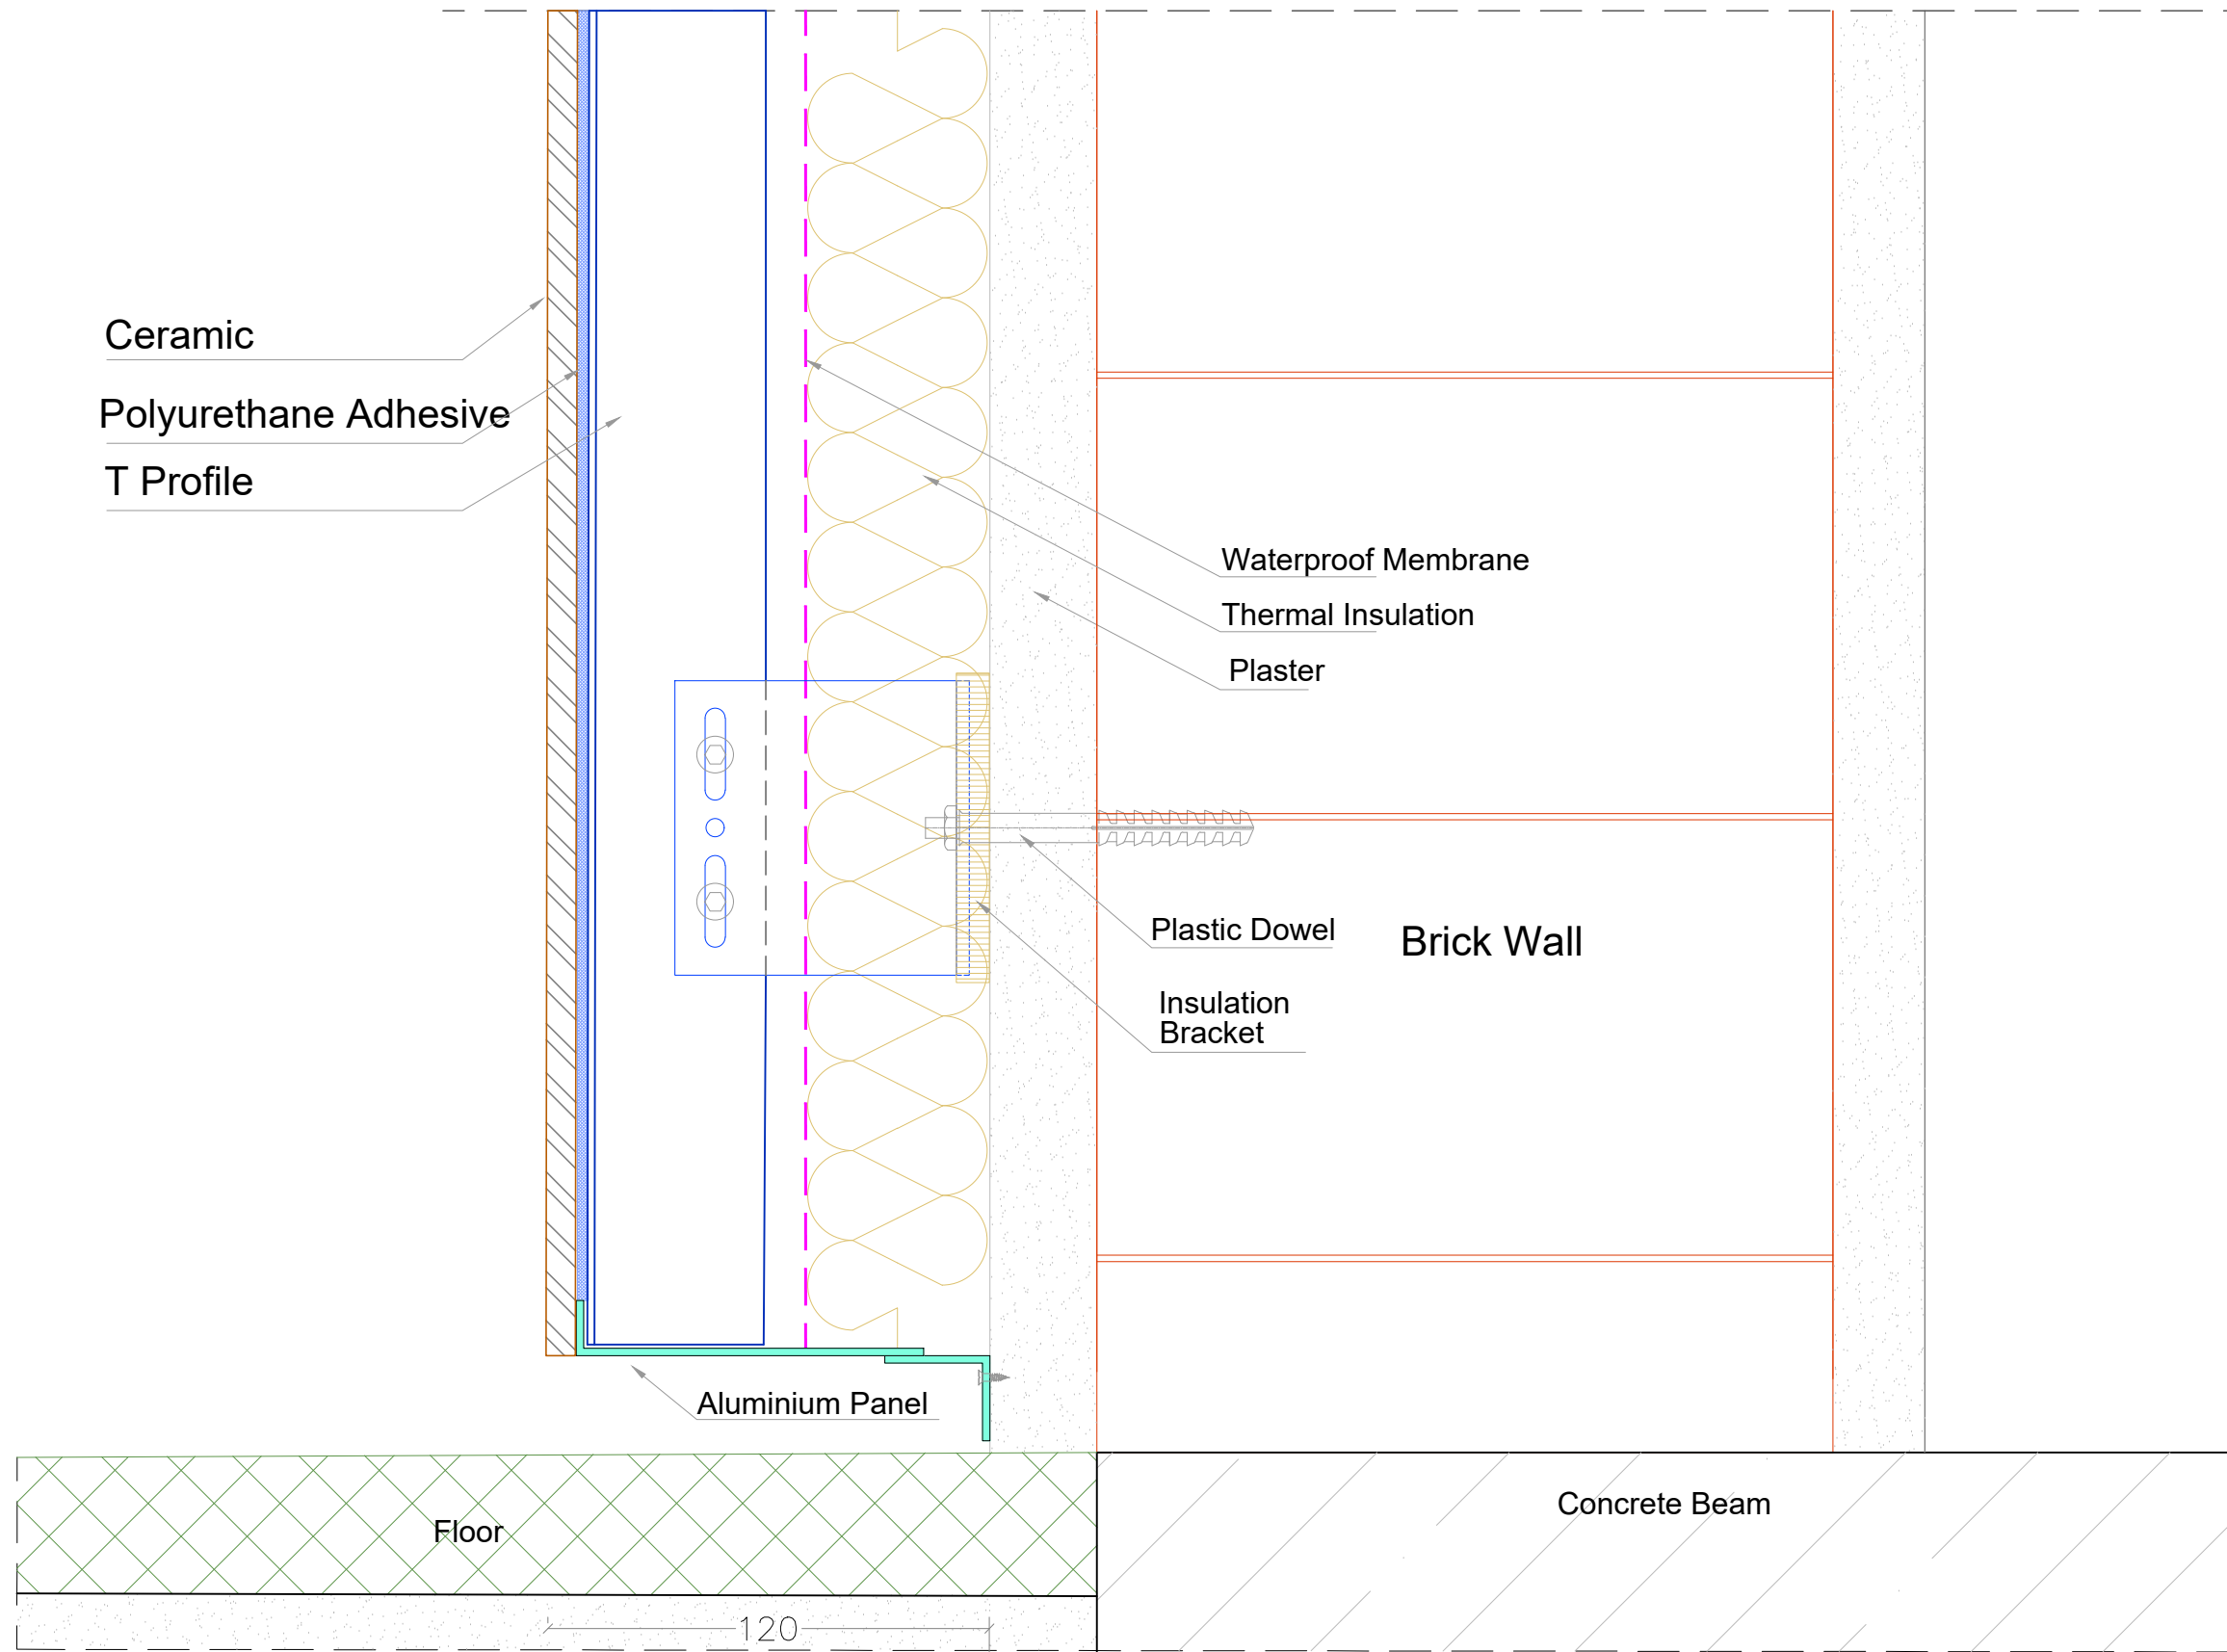 Ceramic
Polyurethane Adhesive
T Profile
Waterproof Membrane
Thermal Insulation
Plaster
Plastic Dowel
Brick Wall
Insulation
Bracket
Aluminium Panel
Concrete Beam
Floor
120